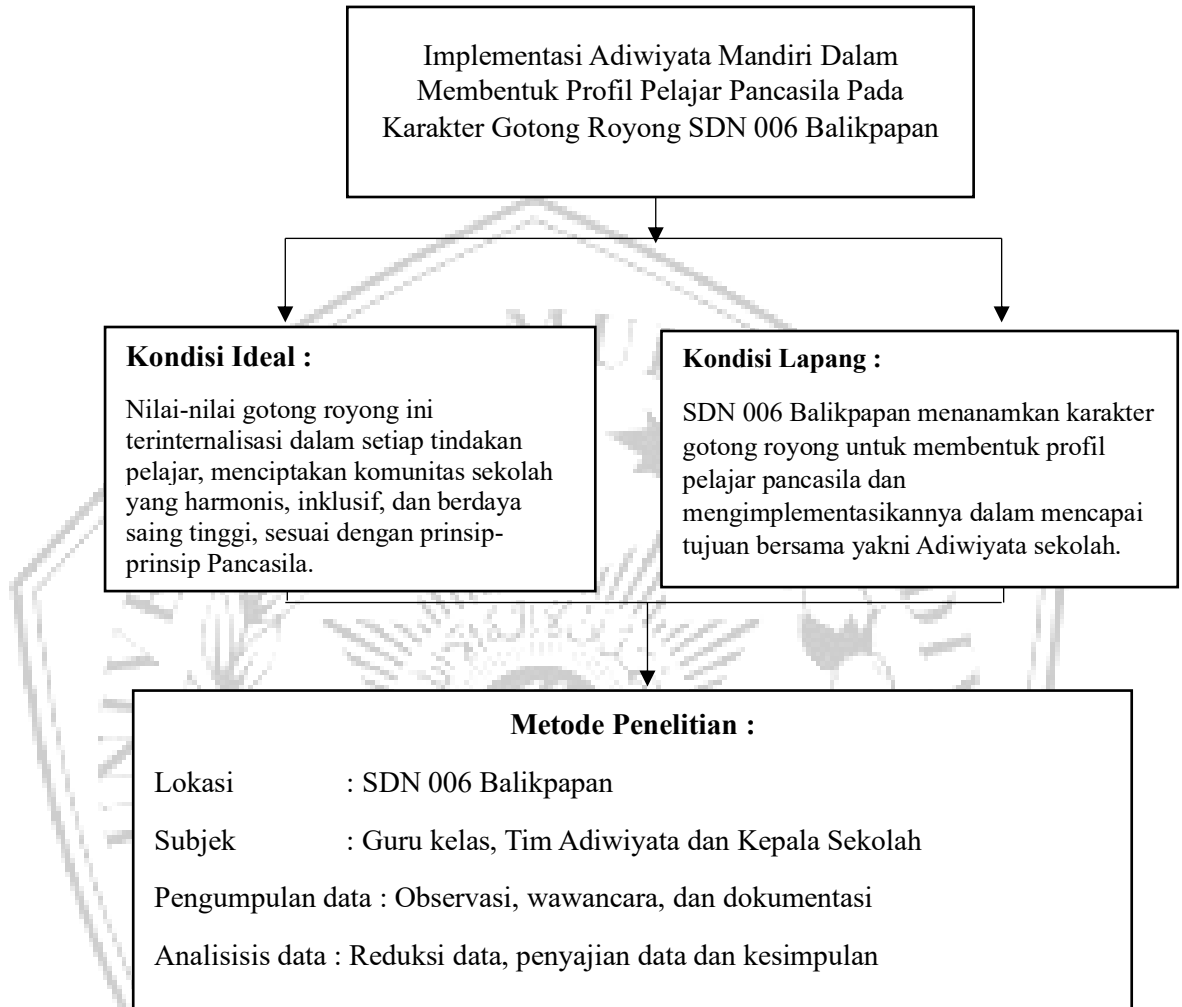 Implementasi Adiwiyata Mandiri Dalam
Membentuk Profil Pelajar Pancasila Pada
Karakter Gotong Royong SDN 006 Balikpapan
Kondisi Ideal :
Nilai-nilai gotong royong ini
terinternalisasi dalam setiap tindakan
pelajar, menciptakan komunitas sekolah
yang harmonis, inklusif, dan berdaya
saing tinggi, sesuai dengan prinsip-
prinsip Pancasila.
Kondisi Lapang :
SDN 006 Balikpapan menanamkan karakter
gotong royong untuk membentuk profil
pelajar pancasila dan
mengimplementasikannya dalam mencapai
tujuan bersama yakni Adiwiyata sekolah.
Metode Penelitian :
Lokasi : SDN 006 Balikpapan
Subjek : Guru kelas, Tim Adiwiyata dan Kepala Sekolah
Pengumpulan data : Observasi, wawancara, dan dokumentasi
Analisisis data : Reduksi data, penyajian data dan kesimpulan